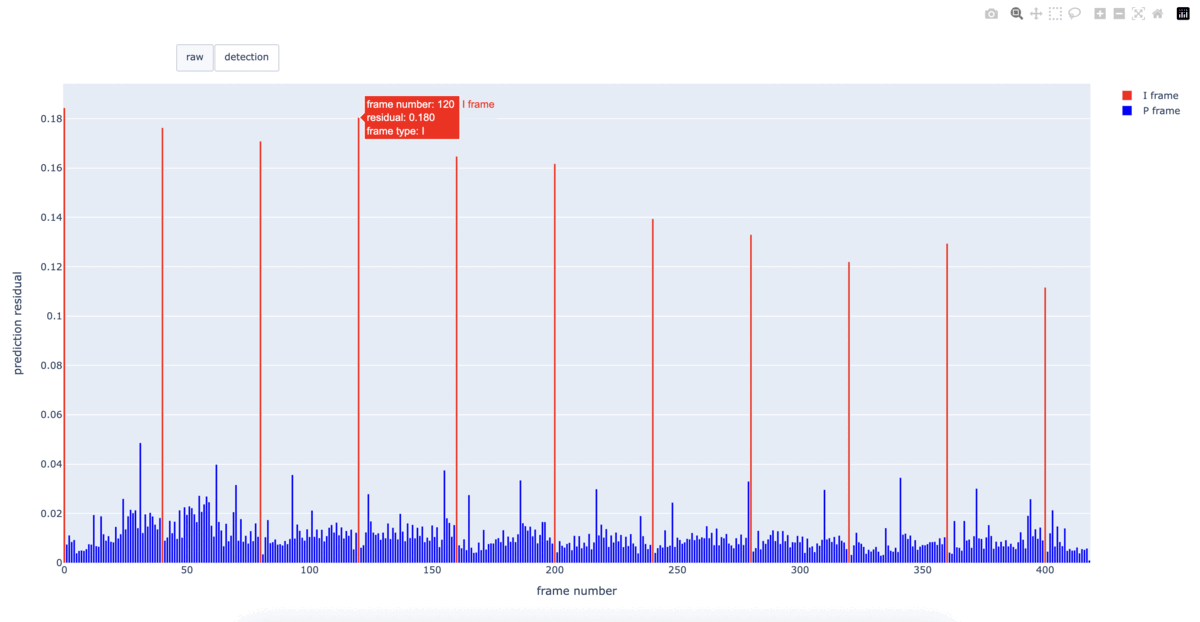 raw
detection
frame number: 120
residual: 0.180
frame type: I
I frame
I frame
P frame
prediction residual
0.18
0.16
0.14
0.12
0.1
0.08
0.06
0.04
0.02
0
0 50 100 150 200 250 300 350 400
frame number